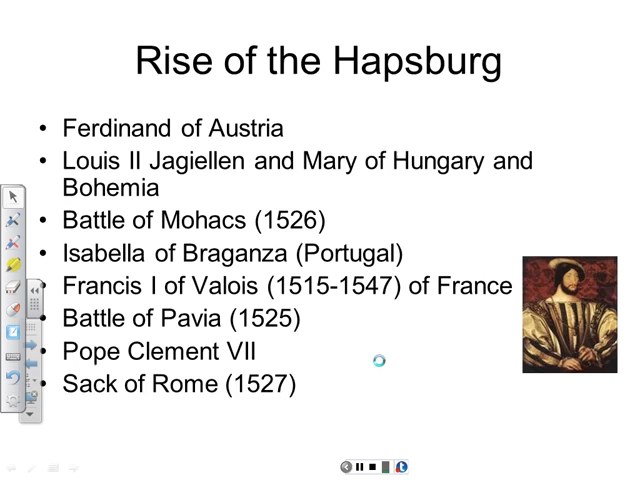 Rise of the Hapsburg
• Ferdinand of Austria
• Louis II Jagiellen and Mary of Hungary and
Bohemia
• Battle of Mohacs (1526)
• Isabella of Braganza (Portugal)
• Francis I of Valois (1515-1547) of France
• Battle of Pavia (1525)
• Pope Clement VII
• Sack of Rome (1527)